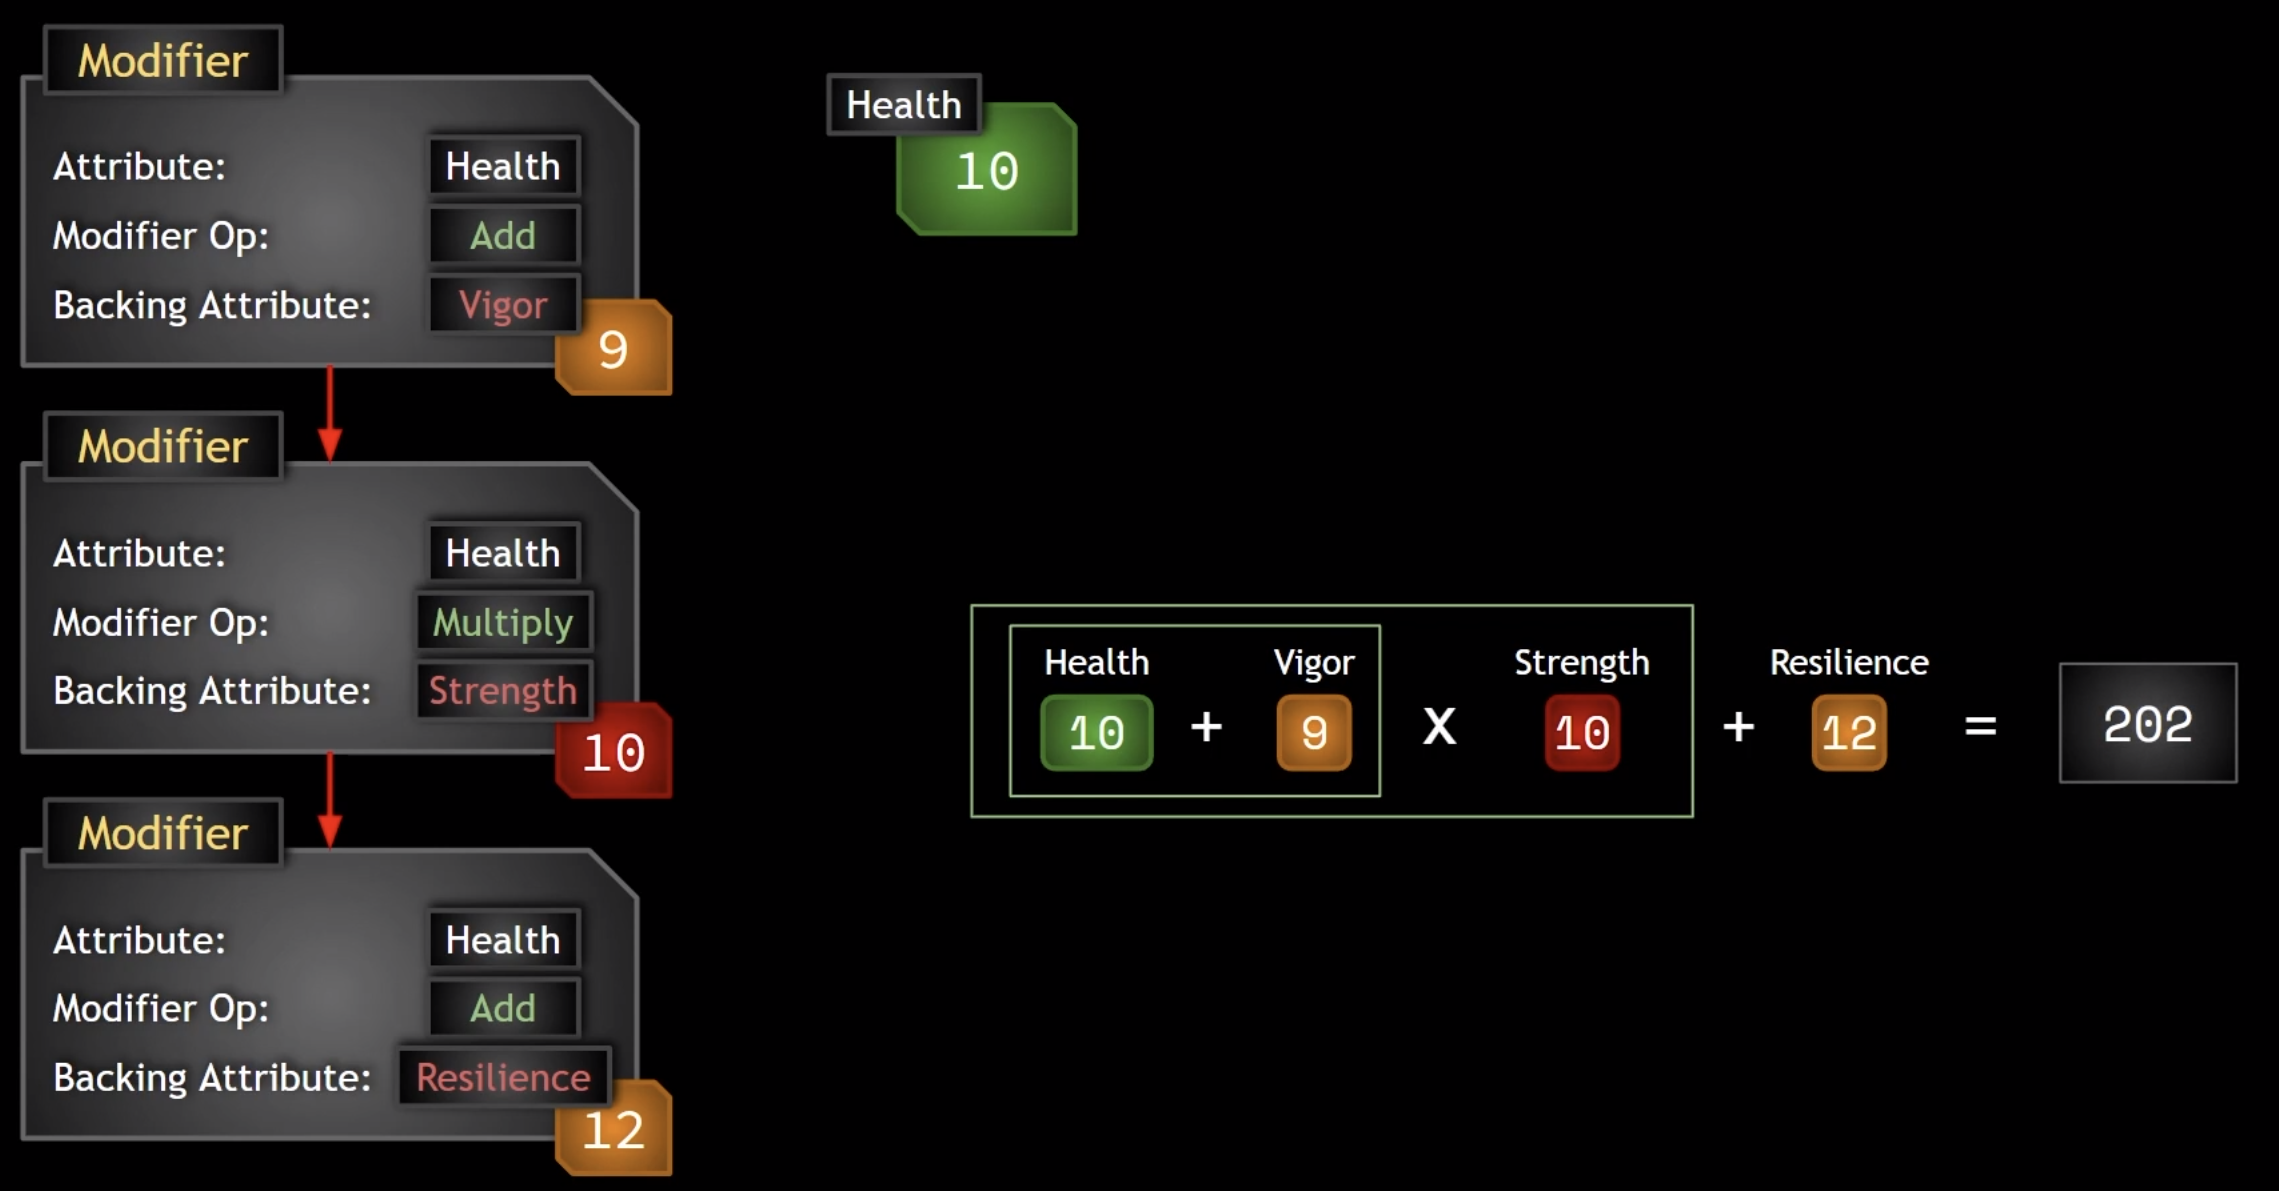 Modifier
Attribute: Health
Modifier Op: Add
Backing Attribute: Vigor
9
Modifier
Attribute: Health
Modifier Op: Multiply
Backing Attribute: Strength
10
Modifier
Attribute: Health
Modifier Op: Add
Backing Attribute: Resilience
12
Health
10
Health Vigor Strength Resilience
10 + 9 X 10 + 12 = 202